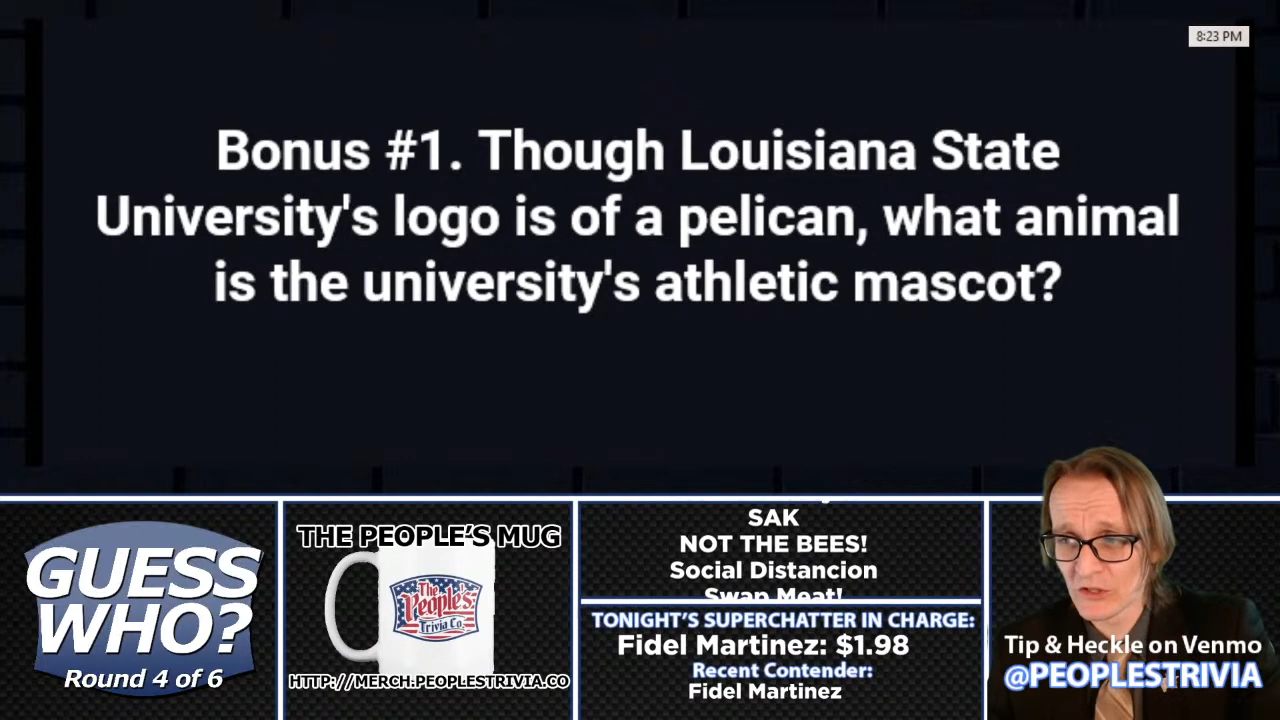 8:23 PM
Bonus #1. Though Louisiana State
University's logo is of a pelican, what animal
is the university's athletic mascot?
GUESS
WHO?
Round 4 of 6
THE PEOPLE'S MUG
The
People's
Trivia Co.
HTTP://MERCH.PEOPLESTRIVIA.CO
SAK
NOT THE BEES!
Social Distancion
Swap Meat!
TONIGHT'S SUPERCHATTER IN CHARGE:
Fidel Martinez: $1.98
Recent Contender:
Fidel Martinez
Tip & Heckle on Venmo
@PEOPLESTRIVIA